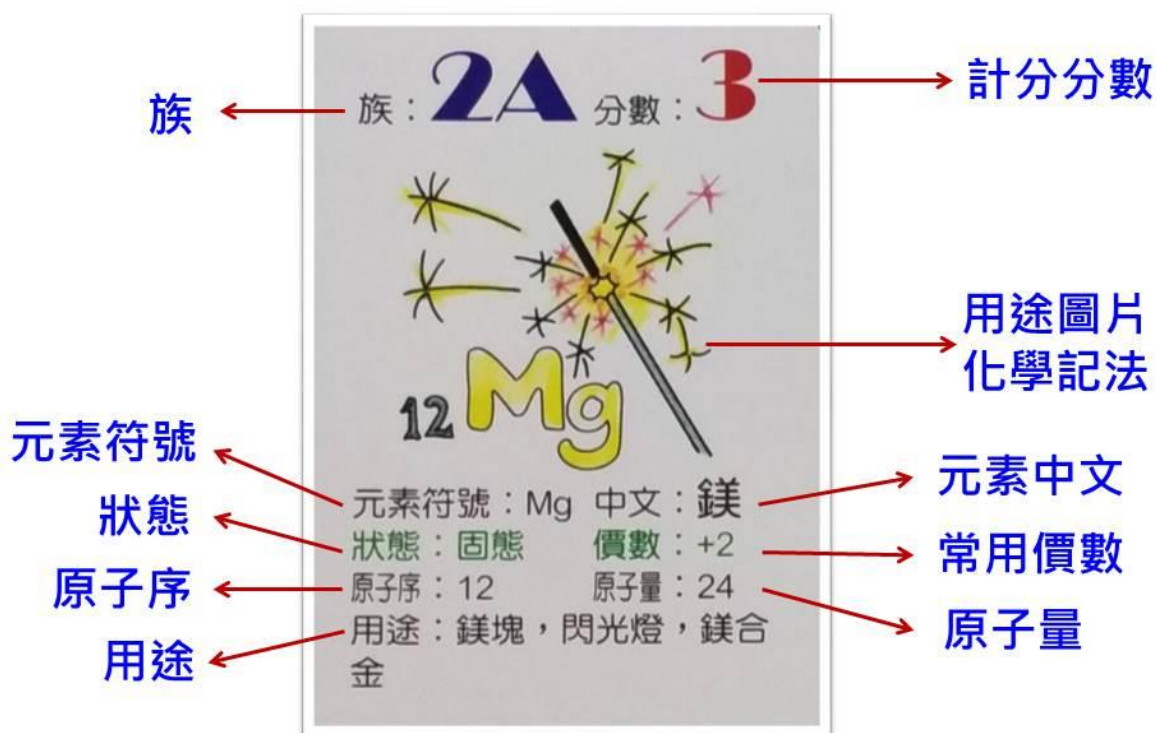 族：2A 分數：3
族
計分分數
用途圖片
化學記法
12 Mg
元素符號
元素符號：Mg 中文：鎂
元素中文
狀態
狀態：固態 價數：+2
常用價數
原子序
原子序：12 原子量：24
原子量
用途
用途：鎂塊，閃光燈，鎂合
金